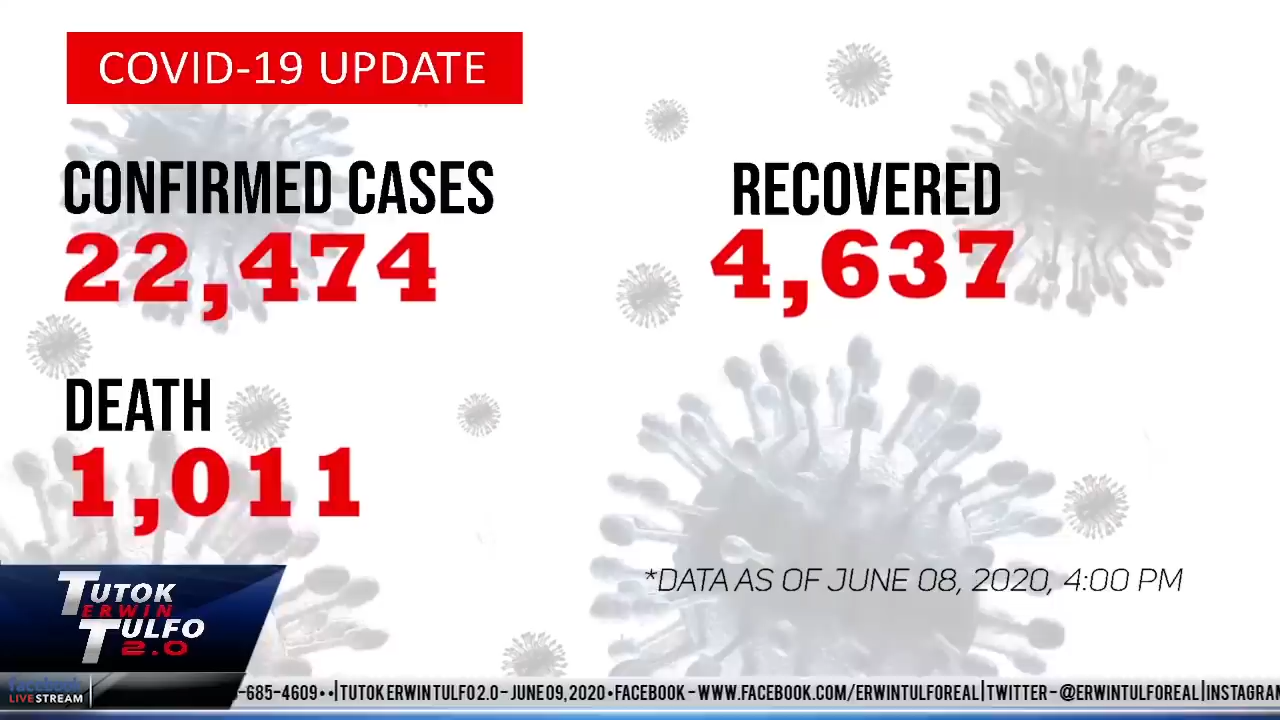 COVID-19 UPDATE
CONFIRMED CASES
22,474
RECOVERED
4,637
DEATH
1,011
*DATA AS OF JUNE 08, 2020, 4:00 PM
TUTOK
ERWIN
TULFO
2.0
facebook
LIVESTREAM
-685-4609••|TUTOK ERWIN TULFO 2.0 - JUNE 09, 2020 • FACEBOOK - WWW.FACEBOOK.COM/ERWINTULFOREAL | TWITTER - @ERWINTULFOREAL | INSTAGRAM